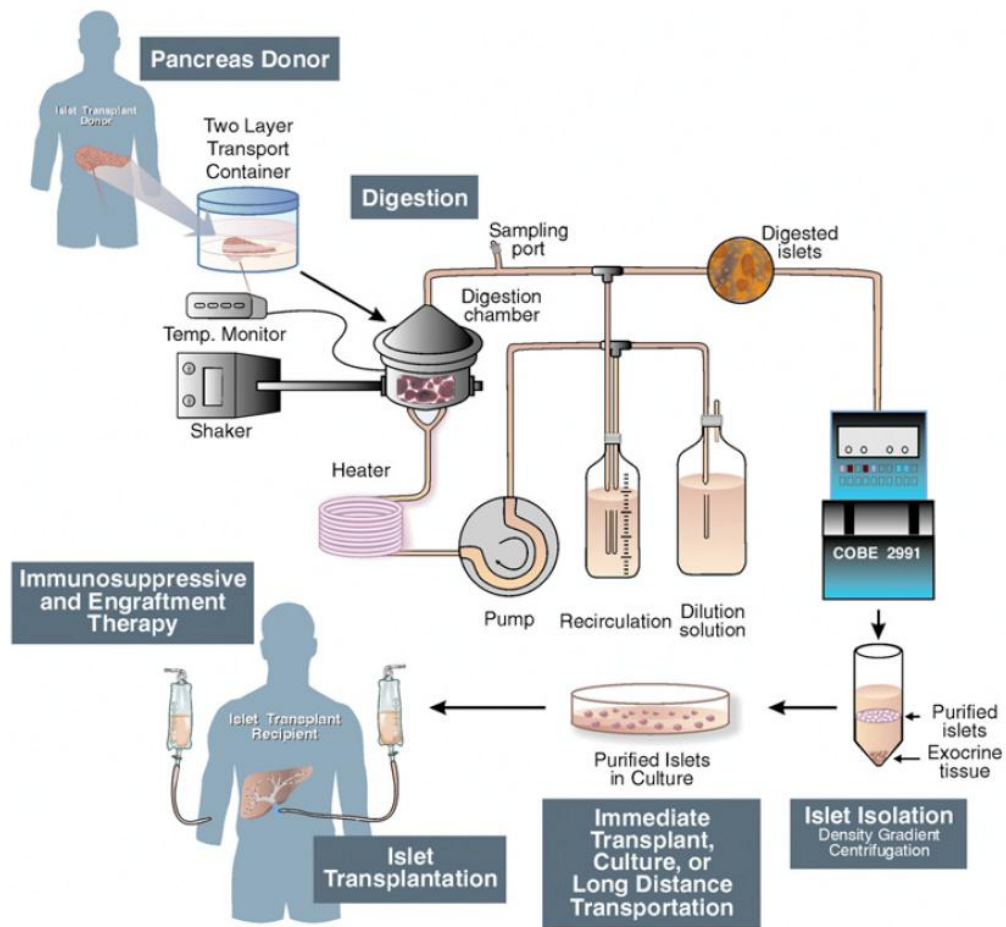 Pancreas Donor
Islet Transplant
Donor
Two Layer
Transport
Container
Digestion
Sampling
port
Digested
islets
Digestion
chamber
Temp. Monitor
Shaker
Heater
COBE 2991
Pump
Recirculation
Dilution
solution
Immunosuppressive
and Engraftment
Therapy
Islet Transplant
Recipient
Purified
islets
Exocrine
tissue
Purified Islets
in Culture
Islet Isolation
Density Gradient
Centrifugation
Immediate
Transplant,
Culture, or
Long Distance
Transportation
Islet
Transplantation